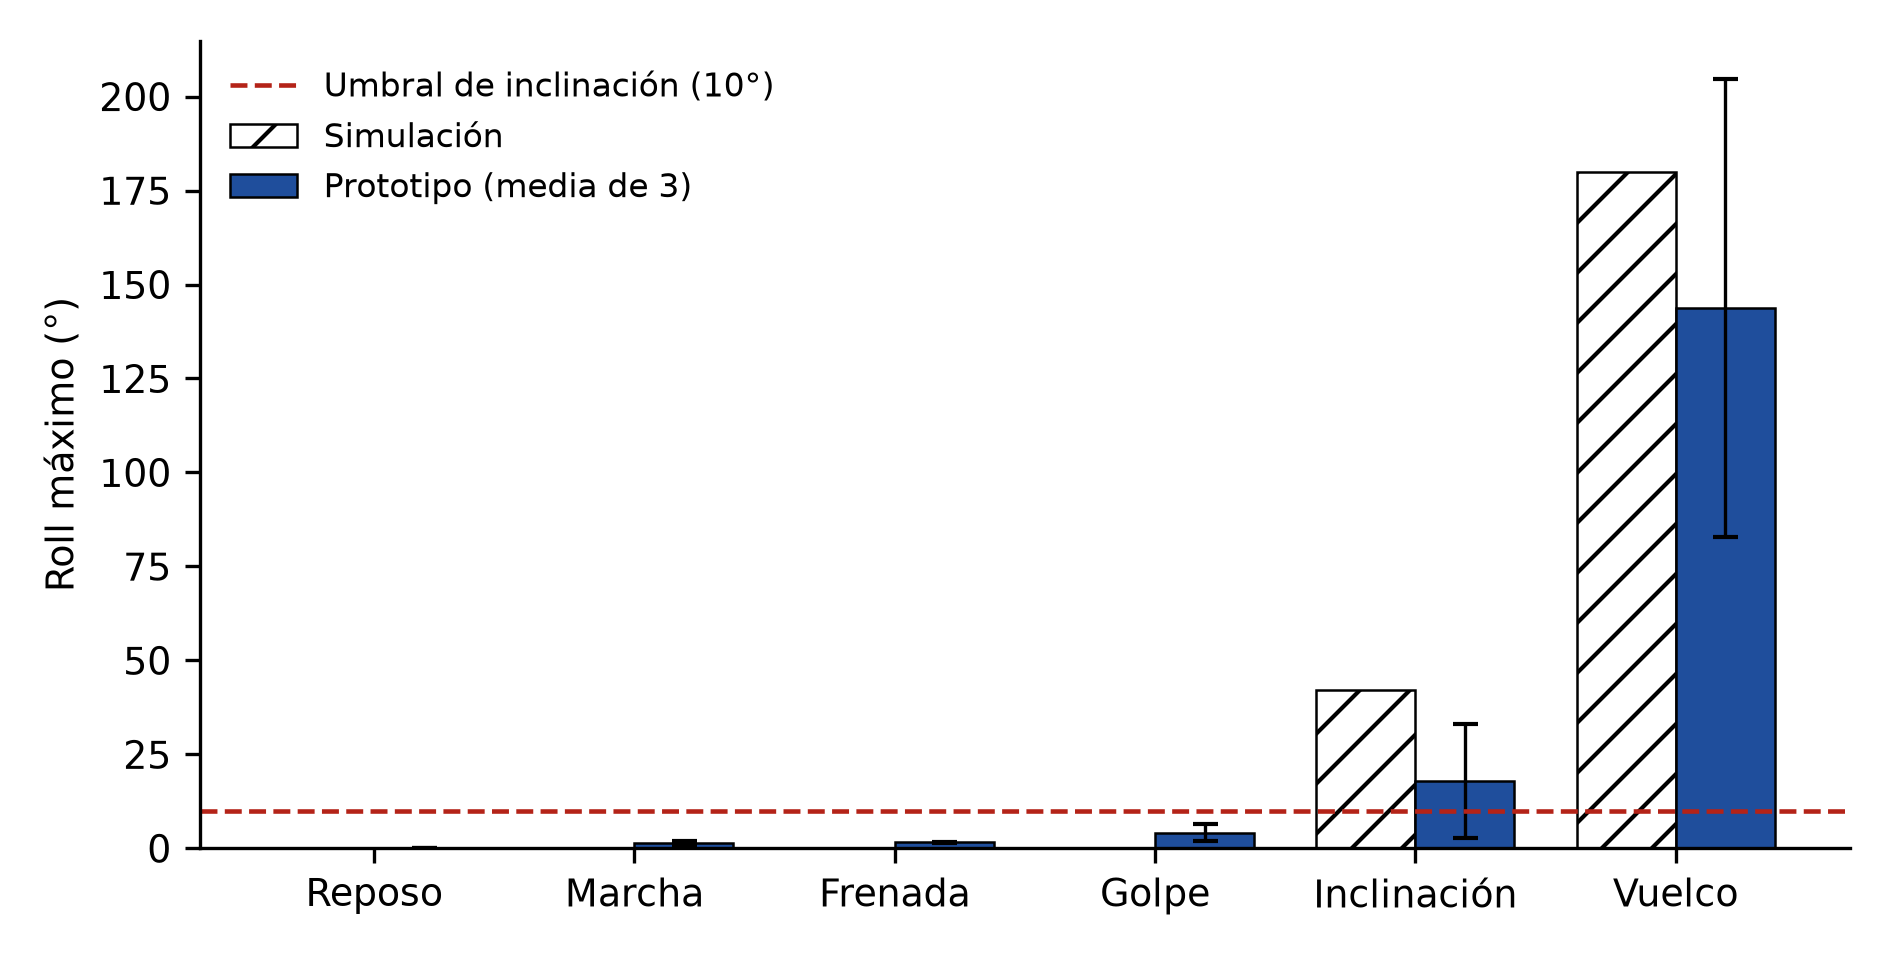 Umbral de inclinación (10°)
Simulación
Prototipo (media de 3)
Roll máximo (°)
200
175
150
125
100
75
50
25
0
Reposo
Marcha
Frenada
Golpe
Inclinación
Vuelco